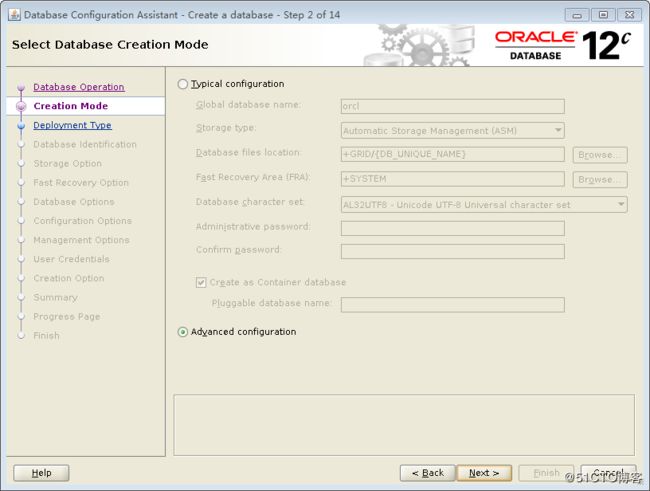 Database Configuration Assistant - Create a database - Step 2 of 14
Select Database Creation Mode
ORACLE
DATABASE
12c
Database Operation
Creation Mode
Deployment Type
Database Identification
Storage Option
Fast Recovery Option
Database Options
Configuration Options
Management Options
User Credentials
Creation Option
Summary
Progress Page
Finish
Typical configuration
Global database name: orcl
Storage type: Automatic Storage Management (ASM)
Database files location: +GRID/{DB_UNIQUE_NAME} Browse...
Fast Recovery Area (FRA): +SYSTEM Browse...
Database character set: AL32UTF8 - Unicode UTF-8 Universal character set
Administrative password:
Confirm password:
Create as Container database
Pluggable database name:
Advanced configuration
Help < Back Next > Finish Cancel
@51CTO博客